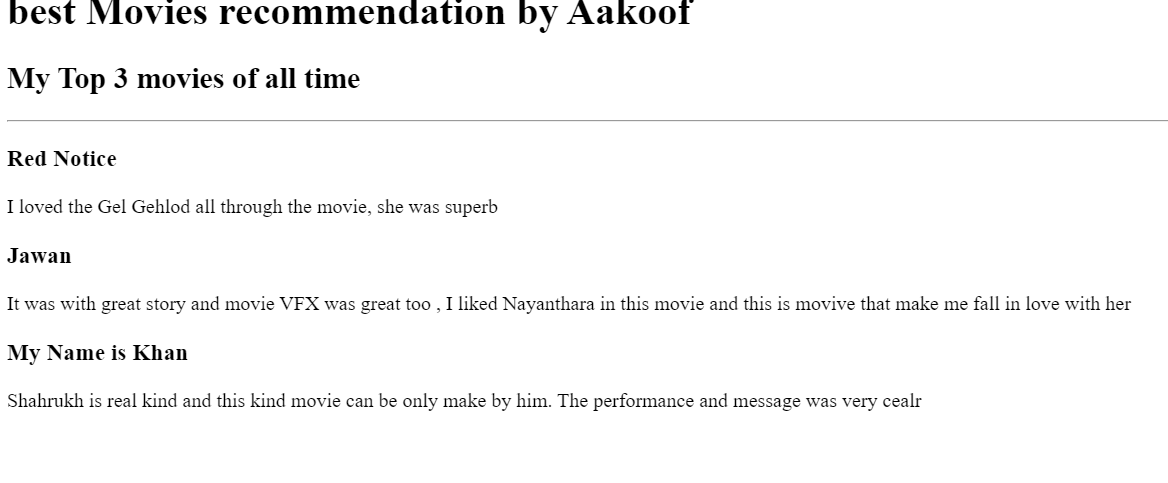 best Movies recommendation by Aakoof
My Top 3 movies of all time
Red Notice
I loved the Gel Gehlod all through the movie, she was superb
Jawan
It was with great story and movie VFX was great too , I liked Nayanthara in this movie and this is movive that make me fall in love with her
My Name is Khan
Shahrukh is real kind and this kind movie can be only make by him. The performance and message was very cealr